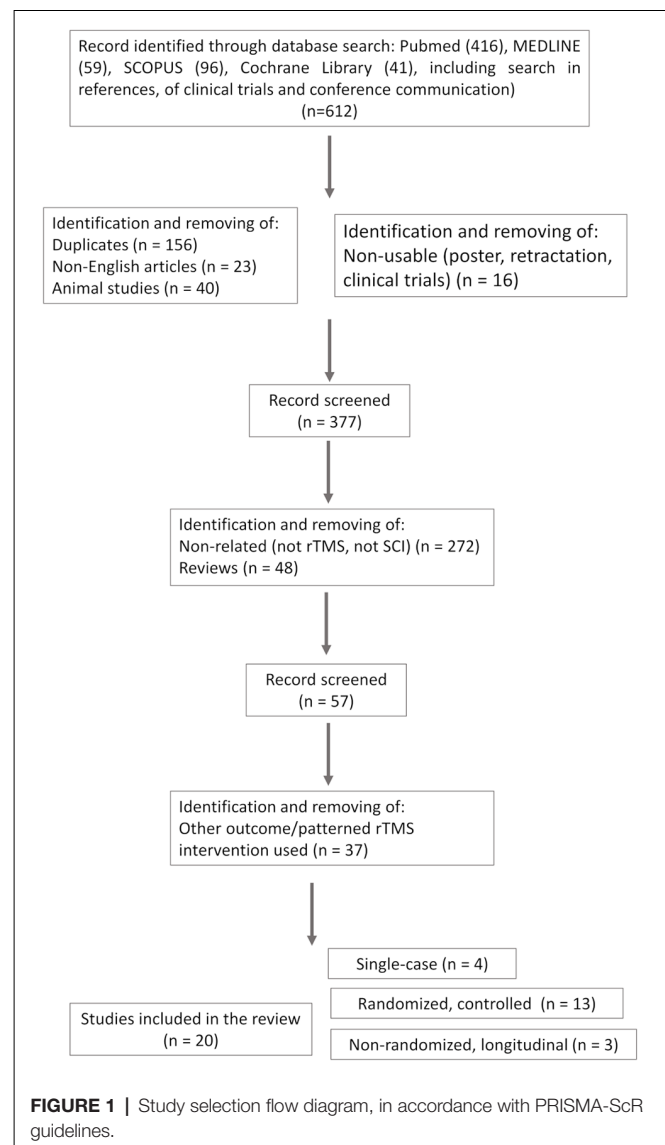 Record identified through database search: Pubmed (416), MEDLINE
(59), SCOPUS (96), Cochrane Library (41), including search in
references, of clinical trials and conference communication)
(n=612)
Identification and removing of:
Duplicates (n = 156)
Non-English articles (n = 23)
Animal studies (n = 40)
Identification and removing of:
Non-usable (poster, retractation,
clinical trials) (n = 16)
Record screened
(n = 377)
Identification and removing of:
Non-related (not rTMS, not SCI) (n = 272)
Reviews (n = 48)
Record screened
(n = 57)
Identification and removing of:
Other outcome/patterned rTMS
intervention used (n = 37)
Studies included in the review
(n = 20)
Single-case (n = 4)
Randomized, controlled (n = 13)
Non-randomized, longitudinal (n = 3)
FIGURE 1 | Study selection flow diagram, in accordance with PRISMA-ScR
guidelines.